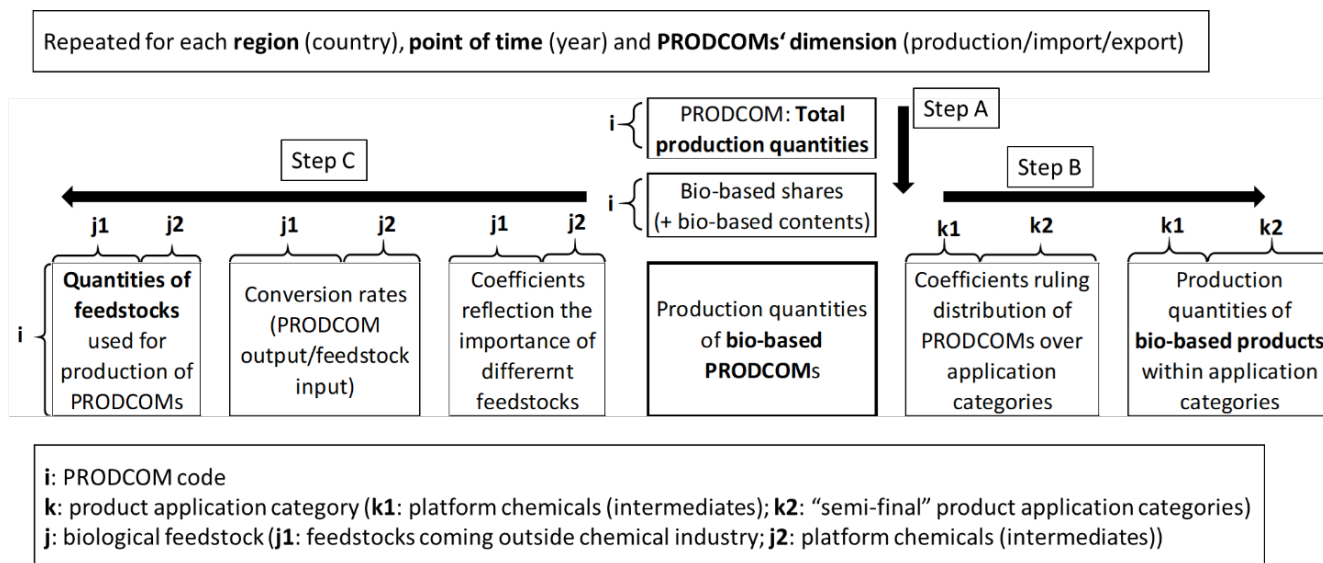 Repeated for each region (country), point of time (year) and PRODCOMs‘ dimension (production/import/export)
i
PRODCOM: Total
production quantities
Step A
Step C
Step B
i
Bio-based shares
(+ bio-based contents)
j1
j2
j1
j2
j1
j2
k1
k2
k1
k2
i
Quantities of
feedstocks
used for
production of
PRODCOMs
Conversion rates
(PRODCOM
output/feedstock
input)
Coefficients
reflection the
importance of
differernt
feedstocks
Production quantities
of bio-based
PRODCOMs
Coefficients ruling
distribution of
PRODCOMs over
application
categories
Production
quantities of
bio-based products
within application
categories
i: PRODCOM code
k: product application category (k1: platform chemicals (intermediates); k2: “semi-final” product application categories)
j: biological feedstock (j1: feedstocks coming outside chemical industry; j2: platform chemicals (intermediates))